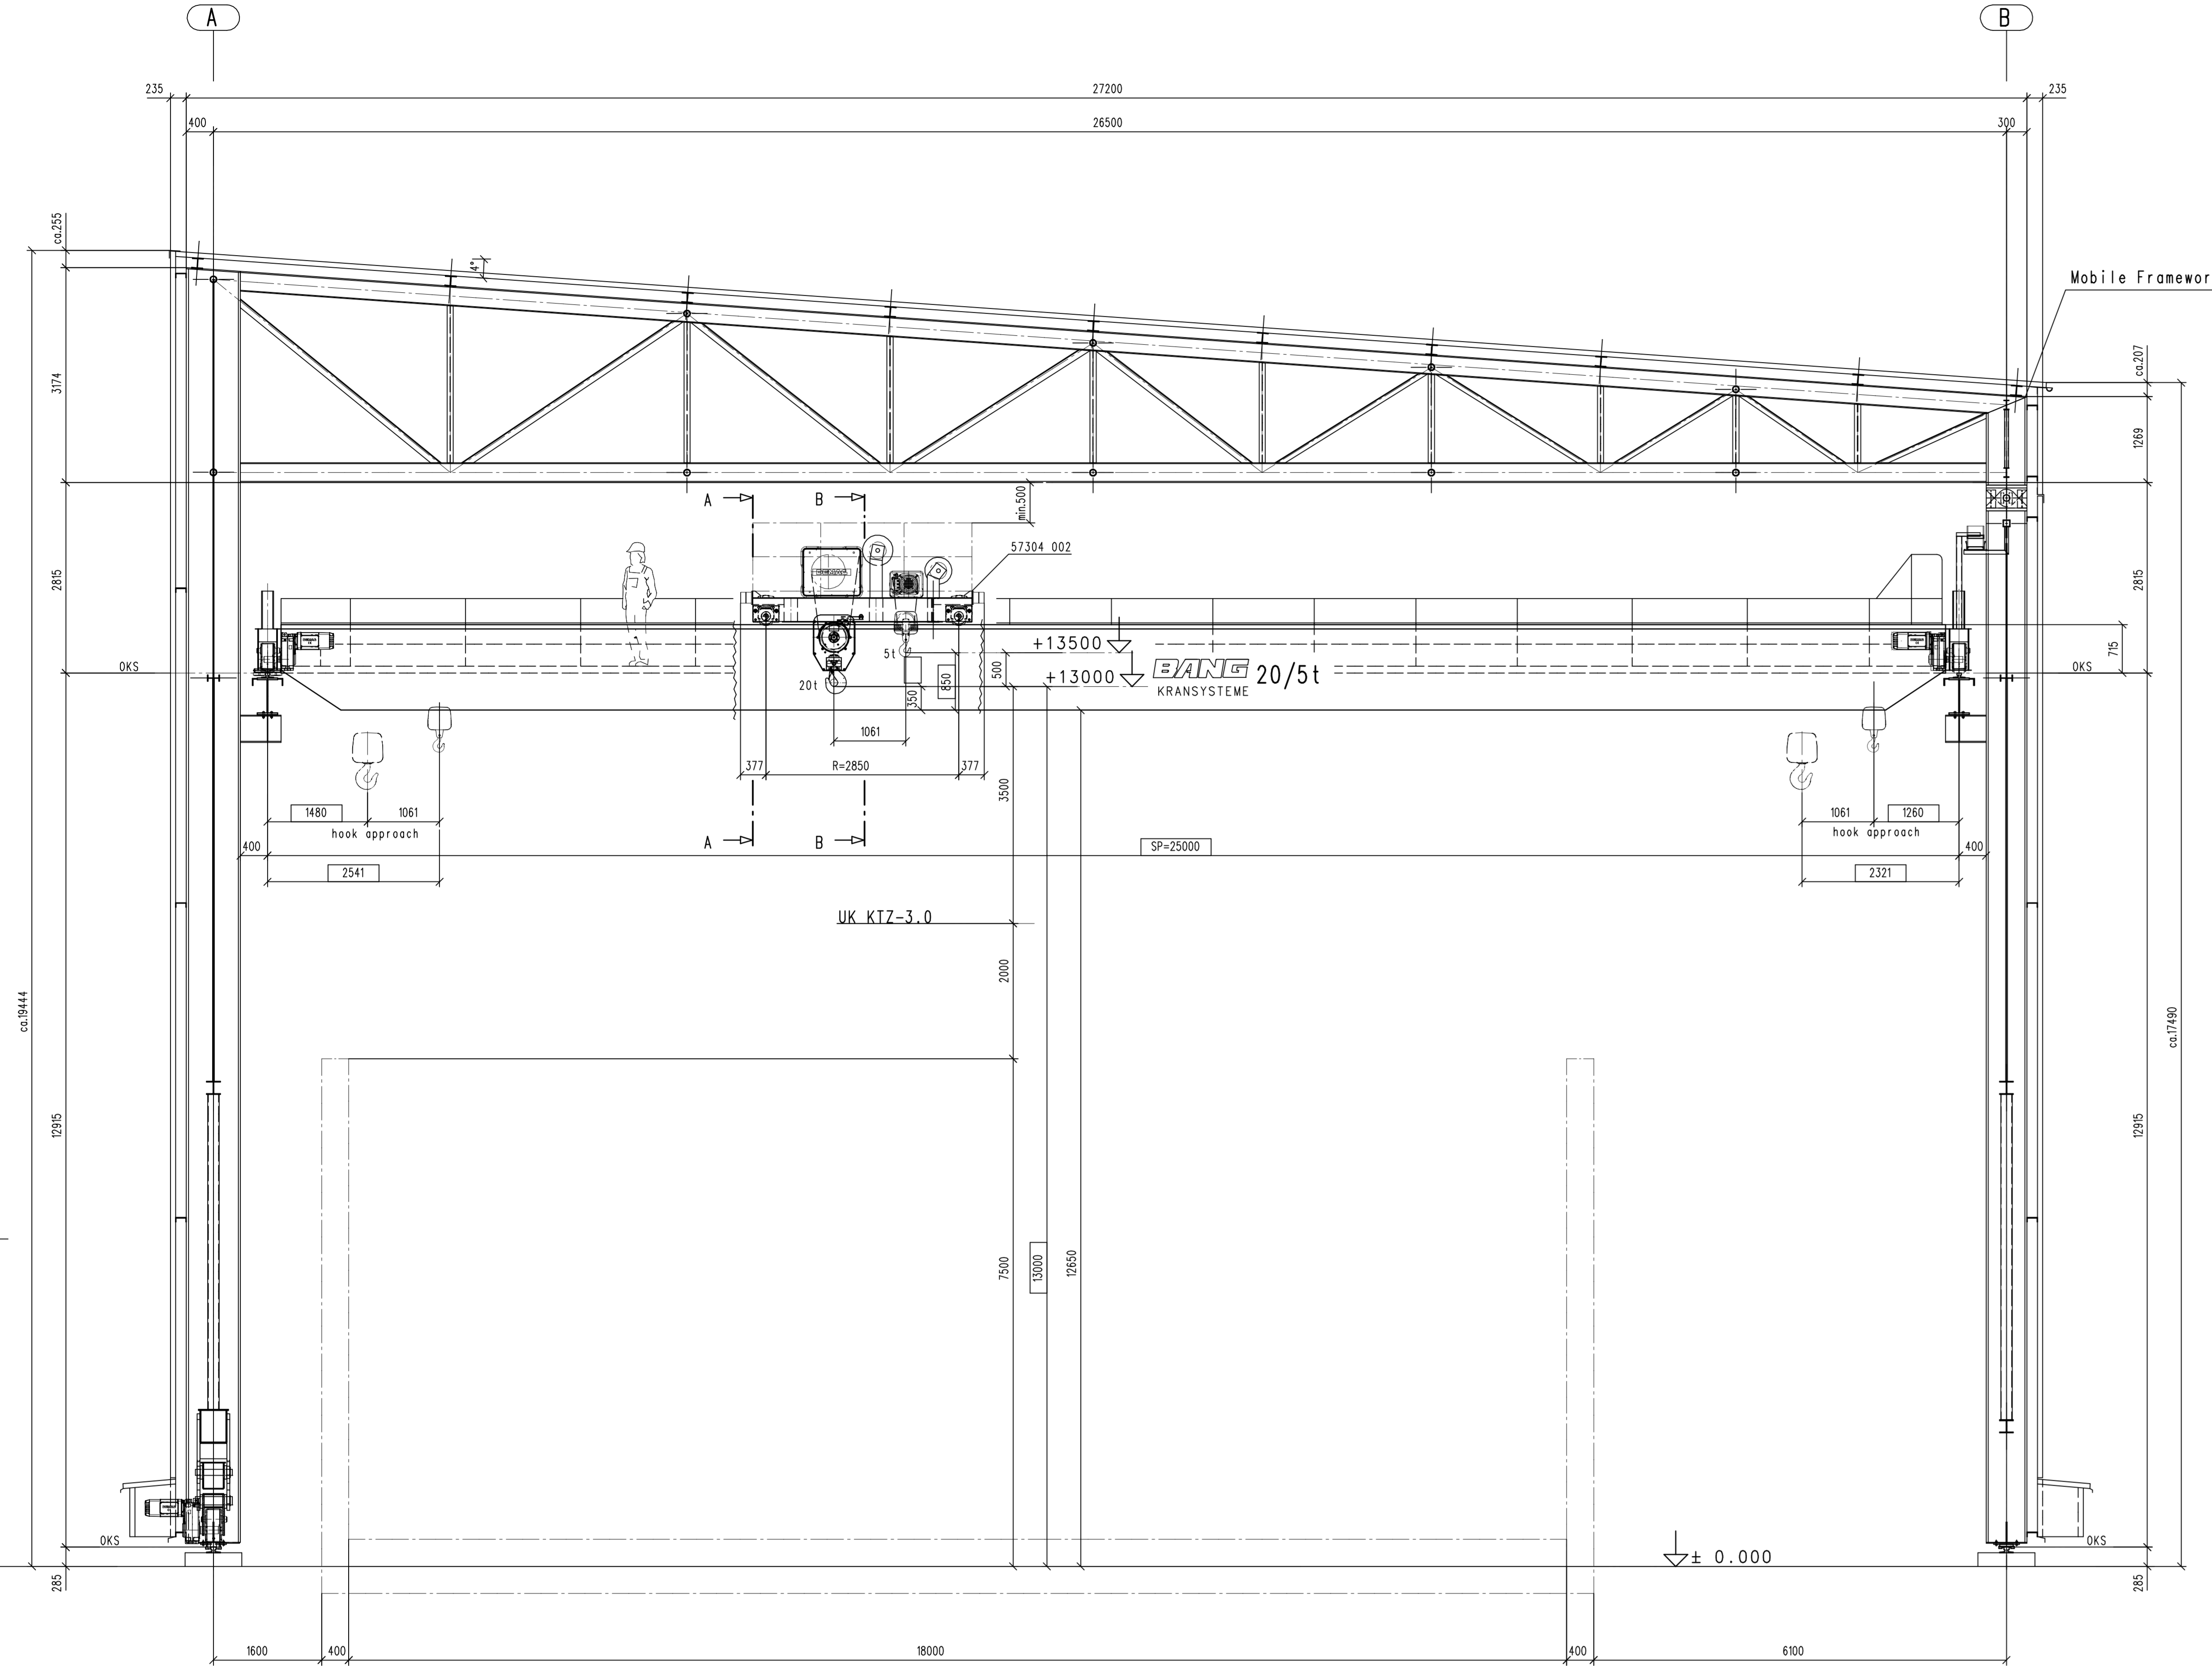 A
B
235
27200
235
400
26500
300
ca.255
4°
Mobile Framewor
3174
ca.207
1269
A
B
min.500
57304 002
2815
2815
+13500
5t
500
850
715
OKS
20t
+13000
BANG
KRANSYSTEME
20/5t
OKS
350
1061
377
R=2850
377
3500
1480
1061
hook approach
1061
1260
hook approach
A
B
400
SP=25000
400
2541
2321
UK KTZ-3.0
2000
ca.19444
ca.17490
12915
12915
7500
13000
12650
OKS
± 0.000
OKS
285
285
1600
400
18000
400
6100